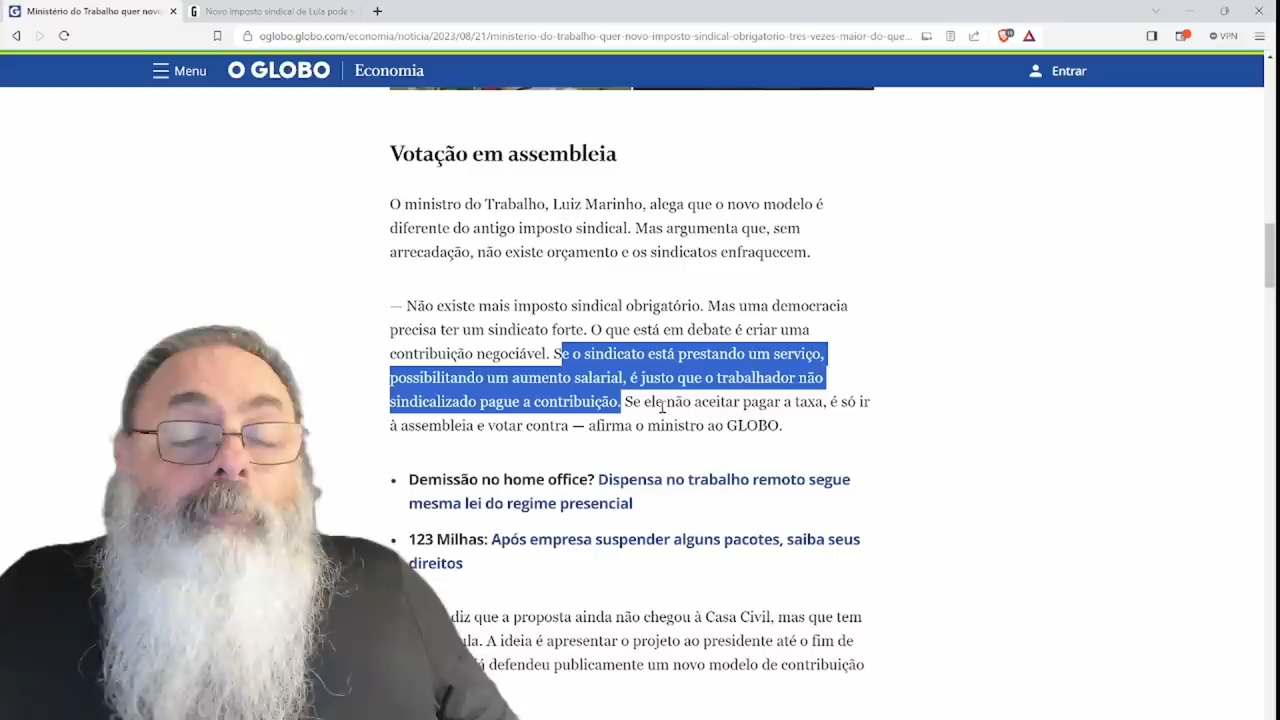 Ministério do Trabalho quer nov
Novo imposto sindical de Lula pode s
oglobo.globo.com/economia/noticia/2023/08/21/ministerio-do-trabalho-quer-novo-imposto-sindical-obrigatorio-tres-vezes-maior-do-que...
VPN
Menu
O GLOBO
Economia
Entrar
Votação em assembleia
O ministro do Trabalho, Luiz Marinho, alega que o novo modelo é
diferente do antigo imposto sindical. Mas argumenta que, sem
arrecadação, não existe orçamento e os sindicatos enfraquecem.
— Não existe mais imposto sindical obrigatório. Mas uma democracia
precisa ter um sindicato forte. O que está em debate é criar uma
contribuição negociável. Se o sindicato está prestando um serviço,
possibilitando um aumento salarial, é justo que o trabalhador não
sindicalizado pague a contribuição. Se ele não aceitar pagar a taxa, é só ir
à assembleia e votar contra — afirma o ministro ao GLOBO.
• Demissão no home office? Dispensa no trabalho remoto segue
mesma lei do regime presencial
• 123 Milhas: Após empresa suspender alguns pacotes, saiba seus
direitos
diz que a proposta ainda não chegou à Casa Civil, mas que tem
ula. A ideia é apresentar o projeto ao presidente até o fim de
defendeu publicamente um novo modelo de contribuição